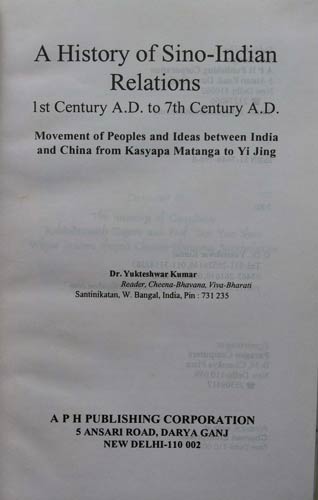 A History of Sino-Indian
Relations
1st Century A.D. to 7th Century A.D.
Movement of Peoples and Ideas between India
and China from Kasyapa Matanga to Yi Jing
Dr. Yukteshwar Kumar
Reader, Cheena-Bhavana, Viva-Bharati
Santinikatan, W. Bangal, India, Pin : 731 235
A P H PUBLISHING CORPORATION
5 ANSARI ROAD, DARYA GANJ
NEW DELHI-110 002